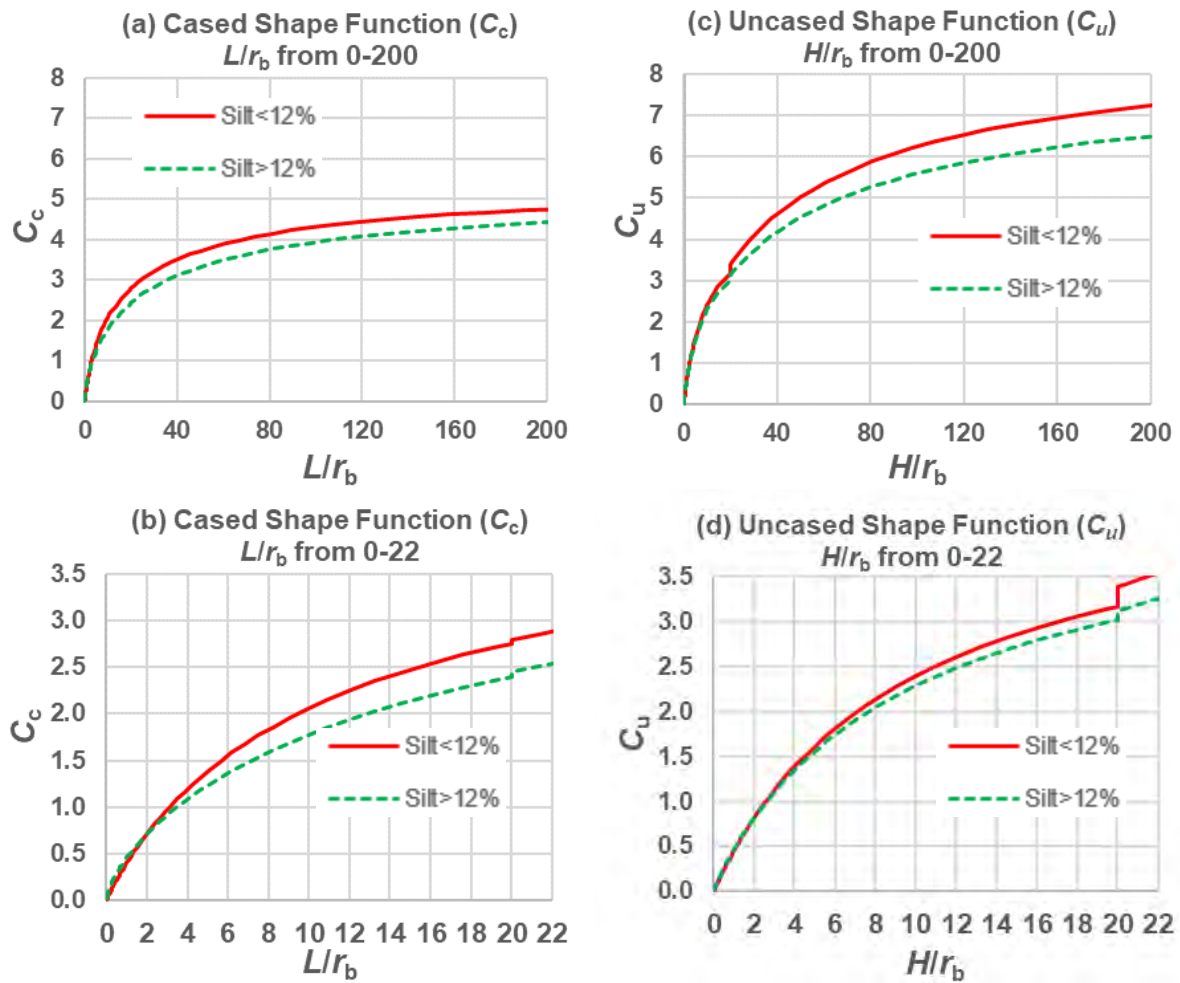 (a) Cased Shape Function (Cc)
L/rb from 0-200
8
7
6
5
4
3
2
1
0
Cc
Silt<12%
Silt>12%
0 40 80 120 160 200
L/rb
(c) Uncased Shape Function (Cu)
H/rb from 0-200
8
7
6
5
4
3
2
1
0
Cu
Silt<12%
Silt>12%
0 40 80 120 160 200
H/rb
(b) Cased Shape Function (Cc)
L/rb from 0-22
3.5
3.0
2.5
2.0
1.5
1.0
0.5
0.0
Cc
Silt<12%
Silt>12%
0 2 4 6 8 10 12 14 16 18 20 22
L/rb
(d) Uncased Shape Function (Cu)
H/rb from 0-22
3.5
3.0
2.5
2.0
1.5
1.0
0.5
0.0
Cu
Silt<12%
Silt>12%
0 2 4 6 8 10 12 14 16 18 20 22
H/rb